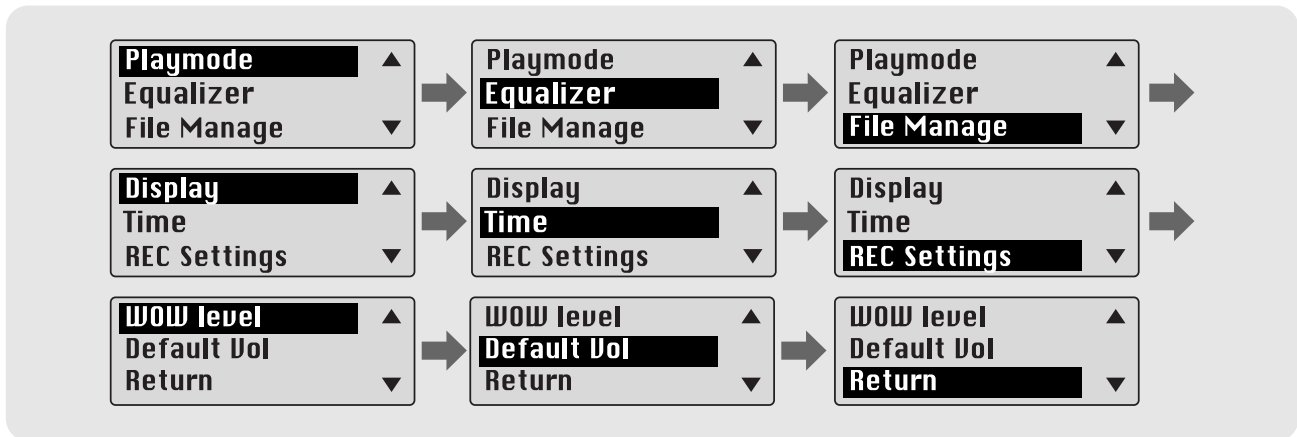 Playmode
Equalizer
File Manage
Playmode
Equalizer
File Manage
Playmode
Equalizer
File Manage
Display
Time
REC Settings
Display
Time
REC Settings
Display
Time
REC Settings
WOW level
Default Vol
Return
WOW level
Default Vol
Return
WOW level
Default Vol
Return